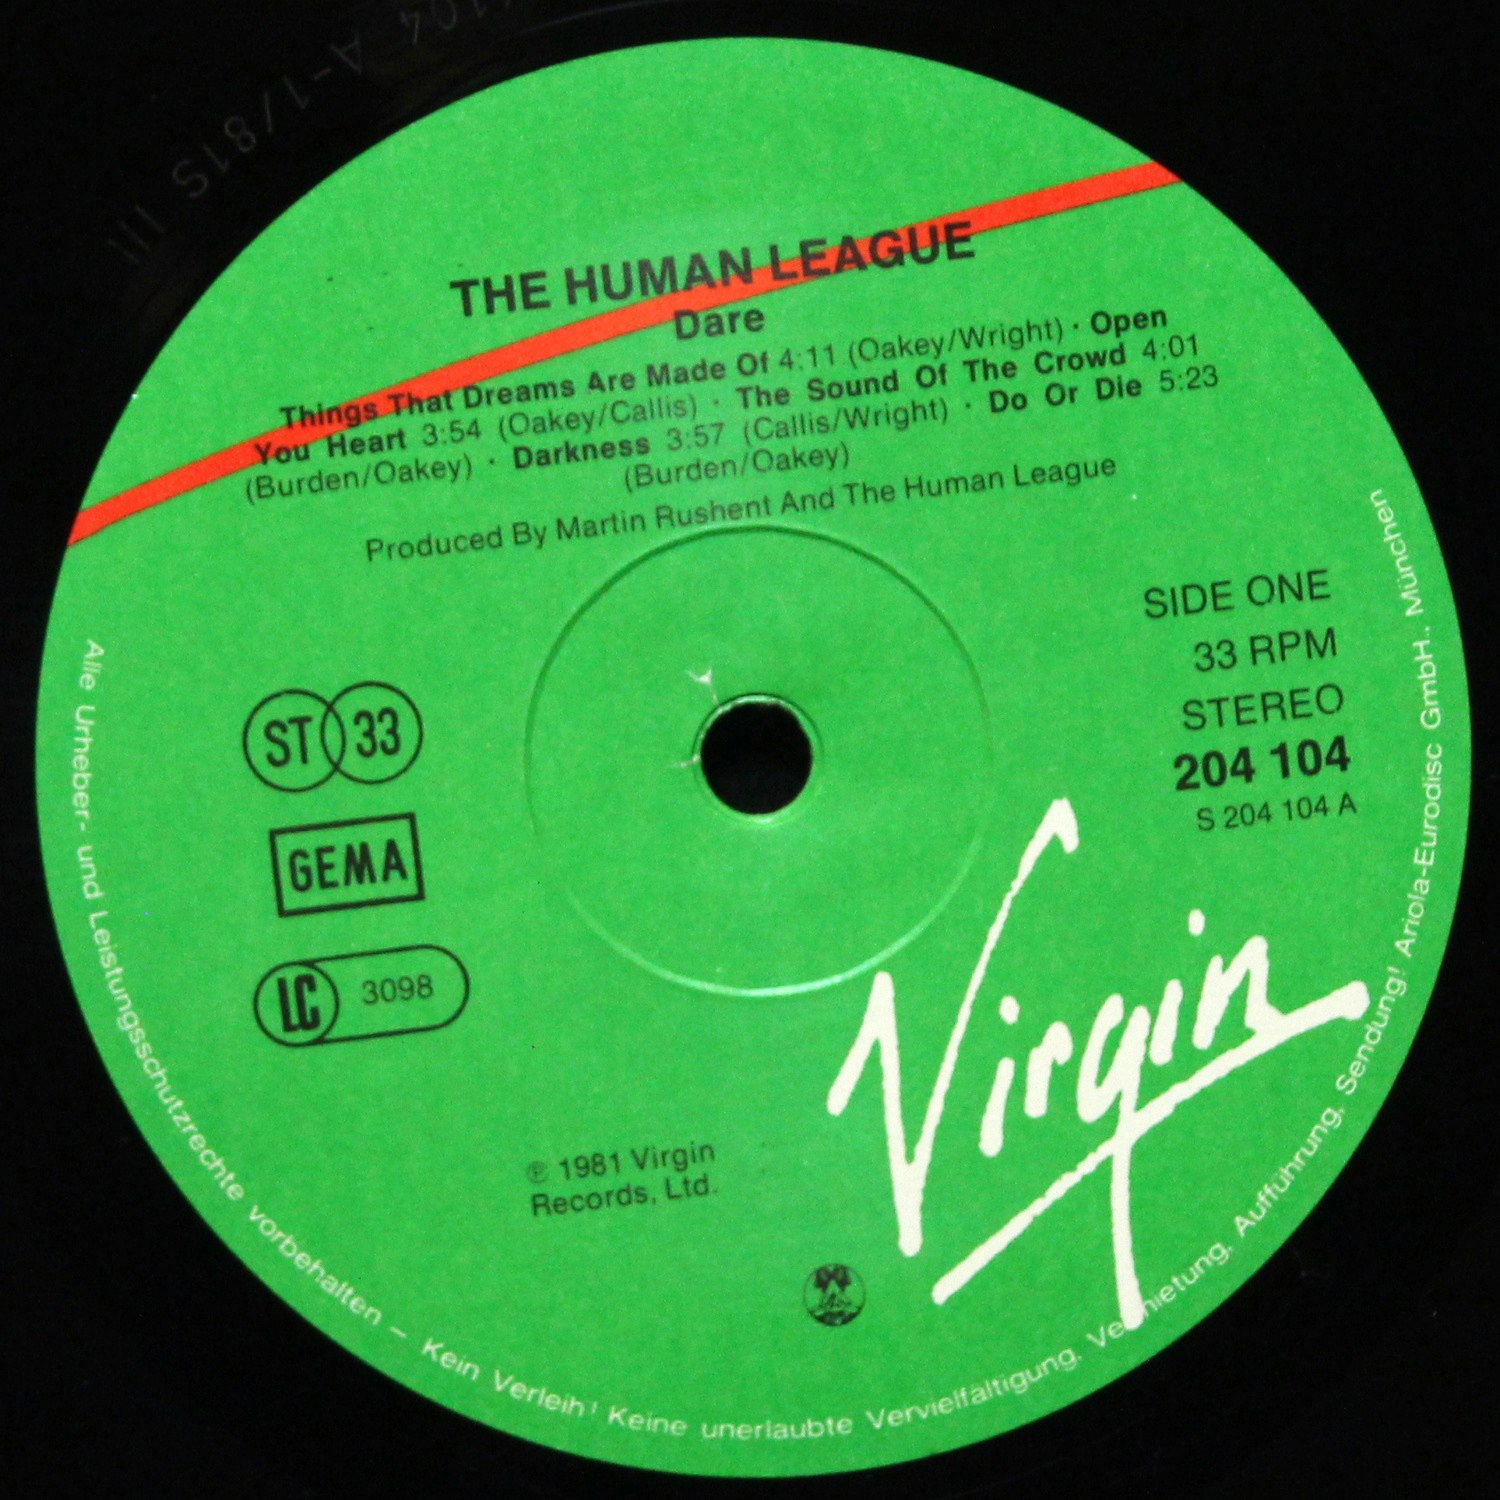 THE HUMAN LEAGUE
Dare
Things That Dreams Are Made Of 4:11 (Oakey/Wright) · Open
You Heart 3:54 (Oakey/Callis) · The Sound Of The Crowd 4:01
(Burden/Oakey) · Darkness 3:57 (Callis/Wright) · Do Or Die 5:23
(Burden/Oakey)
Produced By Martin Rushent And The Human League
SIDE ONE
33 RPM
STEREO
204 104
S 204 104 A
ST 33
GEMA
LC 3098
Virgin
℗ 1981 Virgin
Records, Ltd.
Alle Urheber- und Leistungsschutzrechte vorbehalten – Kein Verleih! Keine unerlaubte Vervielfältigung, Vermietung, Aufführung, Sendung! Ariola-Eurodisc GmbH., München
104 A-1/81S